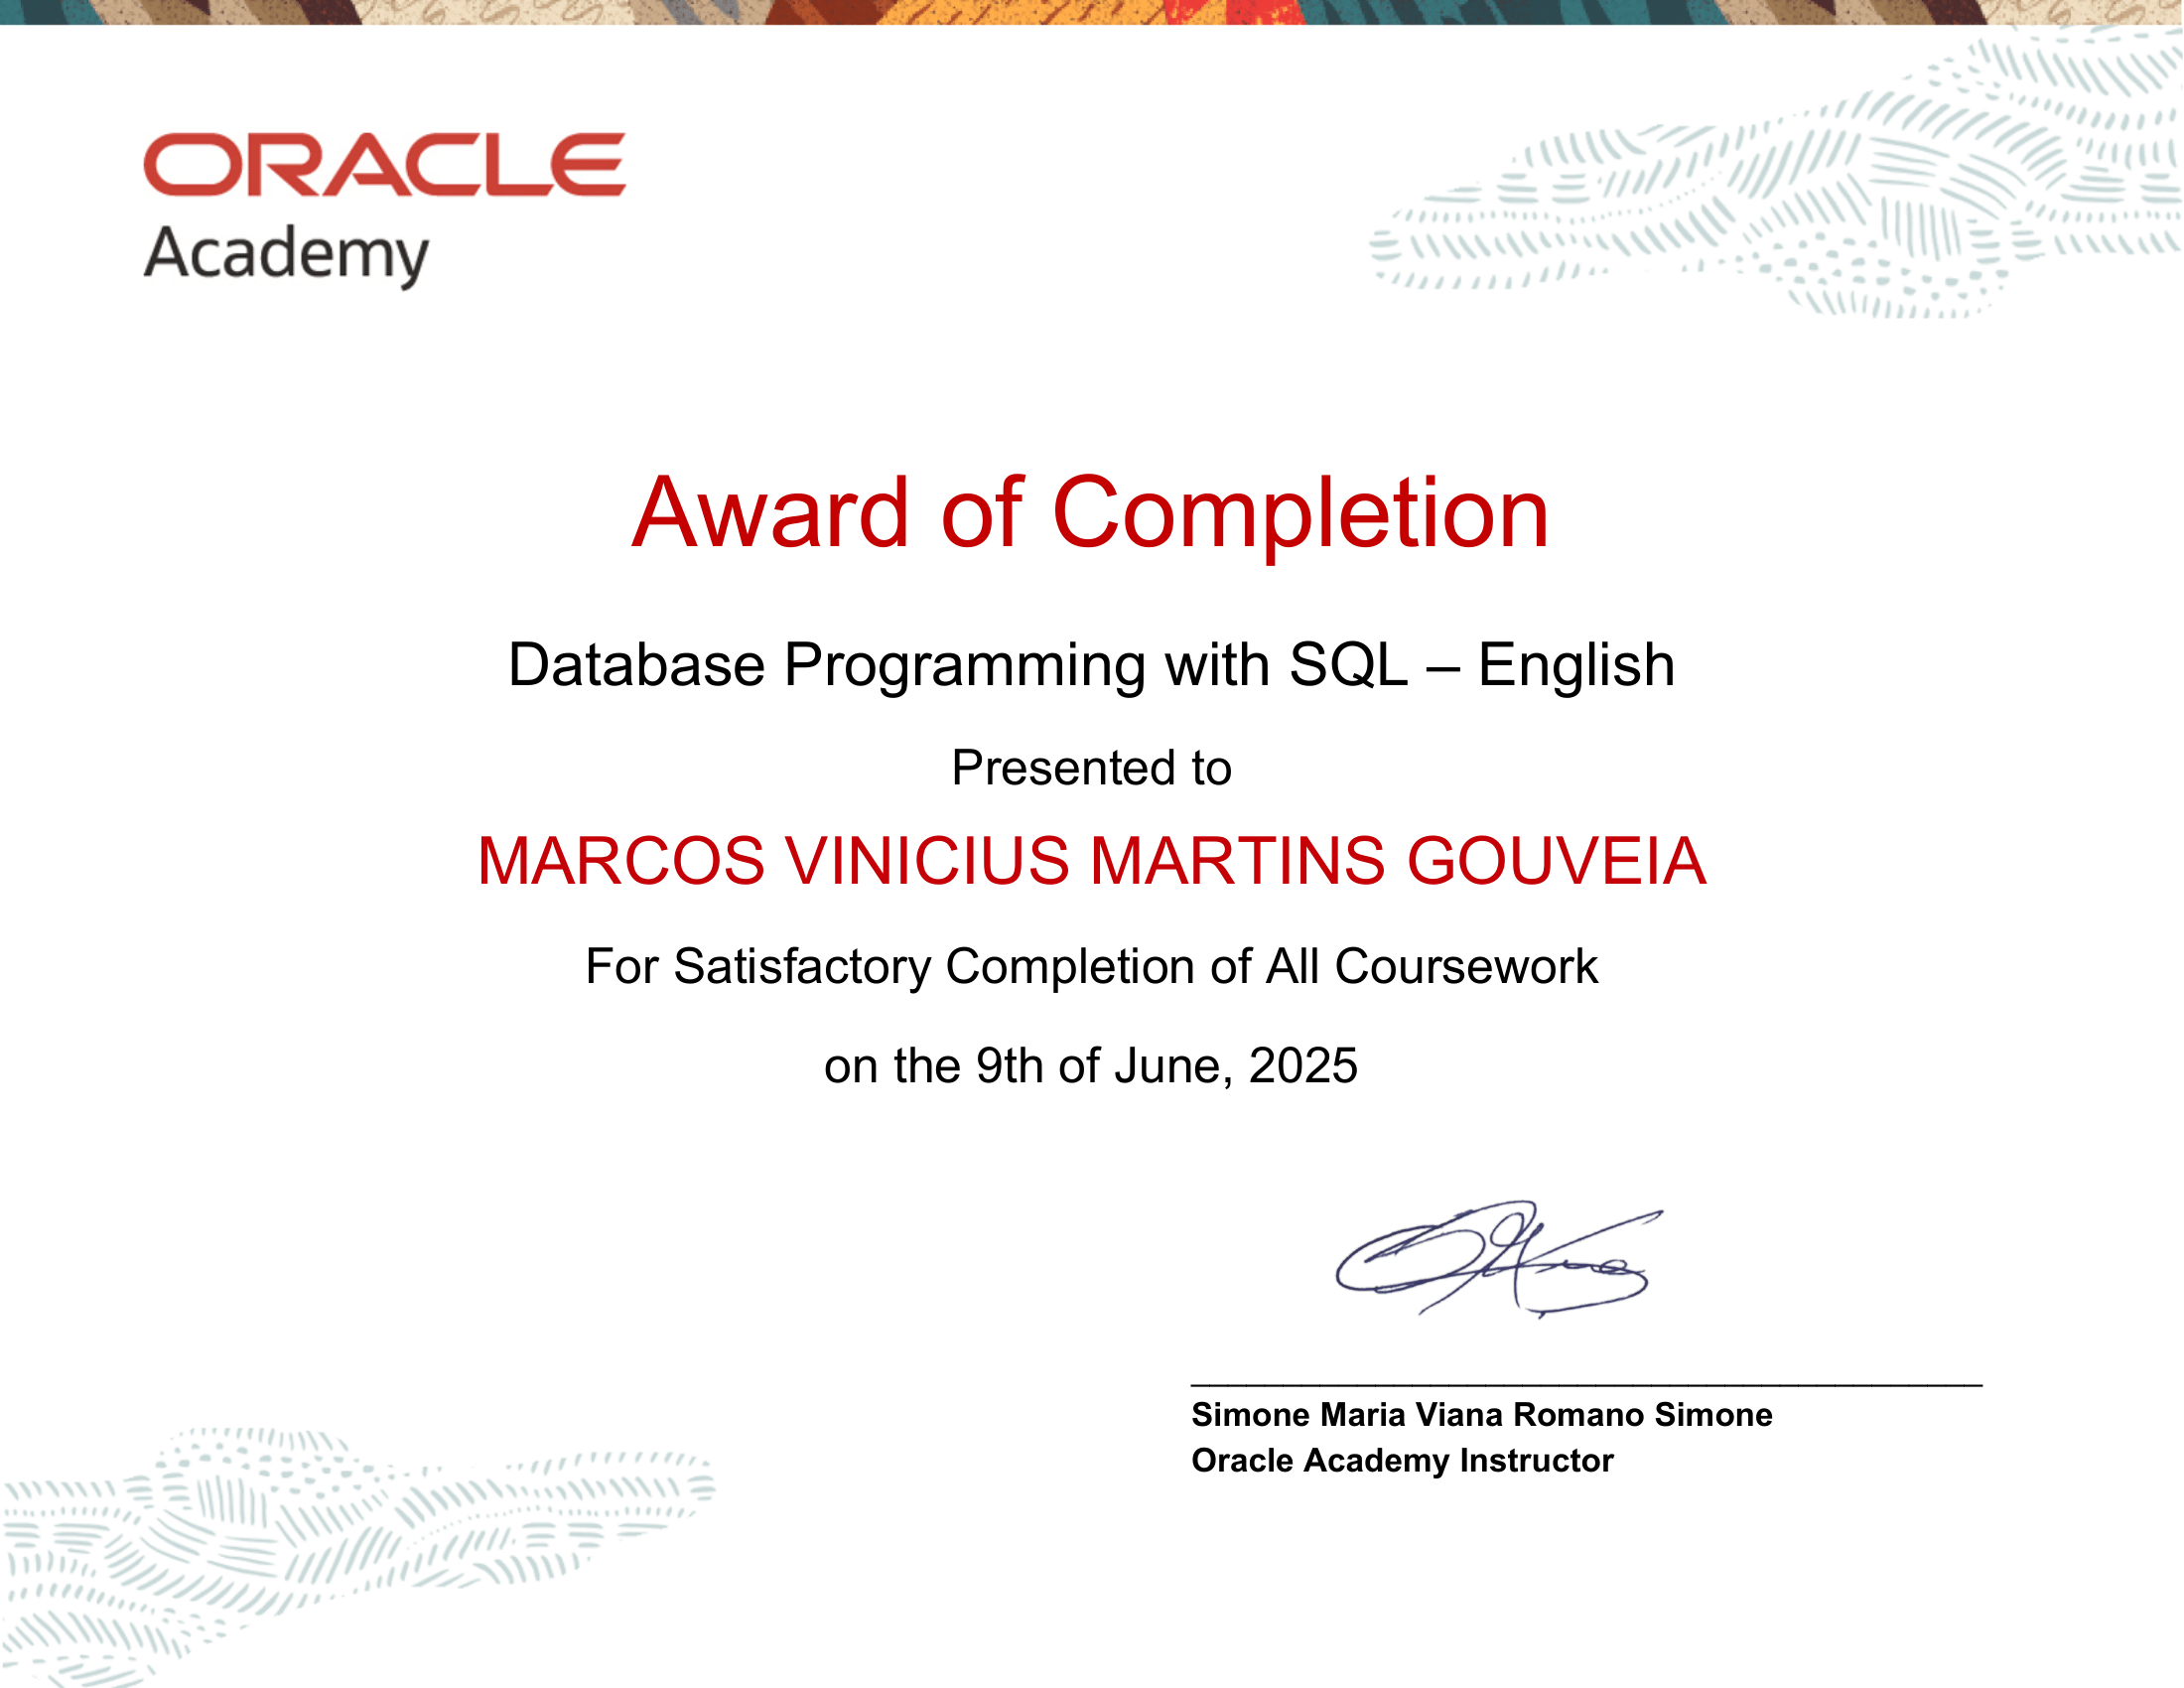 ORACLE
Academy
Award of Completion
Database Programming with SQL – English
Presented to
MARCOS VINICIUS MARTINS GOUVEIA
For Satisfactory Completion of All Coursework
on the 9th of June, 2025
Simone Maria Viana Romano Simone
Oracle Academy Instructor